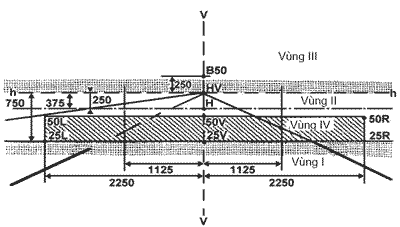 V
Vùng III
B50
250
h
HV
h
750
375
250
H
Vùng II
50L
50V
50R
Vùng IV
25L
25V
25R
Vùng I
1125
1125
2250
2250
V